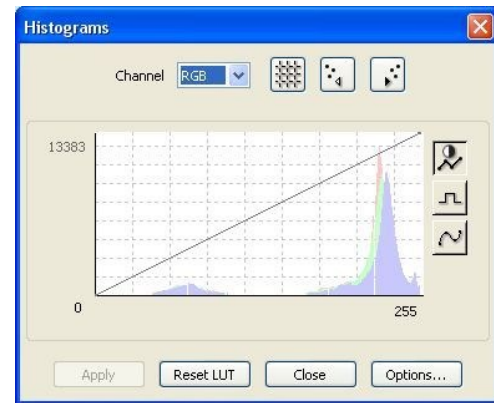 Histograms
Channel RGB
13383
0 255
Apply Reset LUT Close Options...